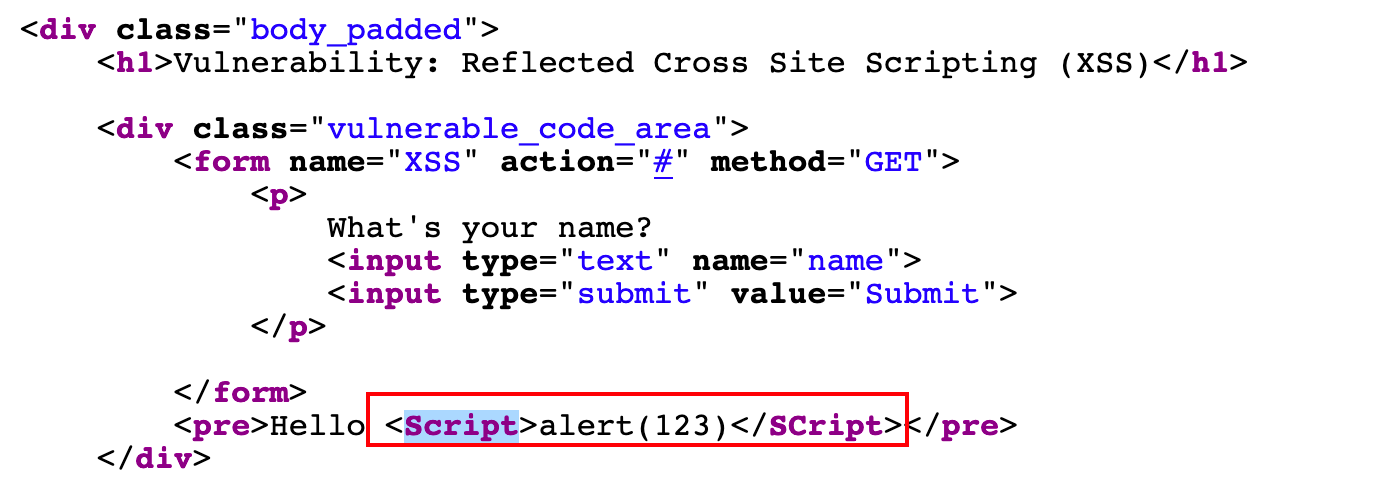 <div class="body_padded">
<h1>Vulnerability: Reflected Cross Site Scripting (XSS)</h1>
<div class="vulnerable_code_area">
<form name="XSS" action="#" method="GET">
<p>
What's your name?
<input type="text" name="name">
<input type="submit" value="Submit">
</p>
</form>
<pre>Hello <Script>alert(123)</SCript></pre>
</div>